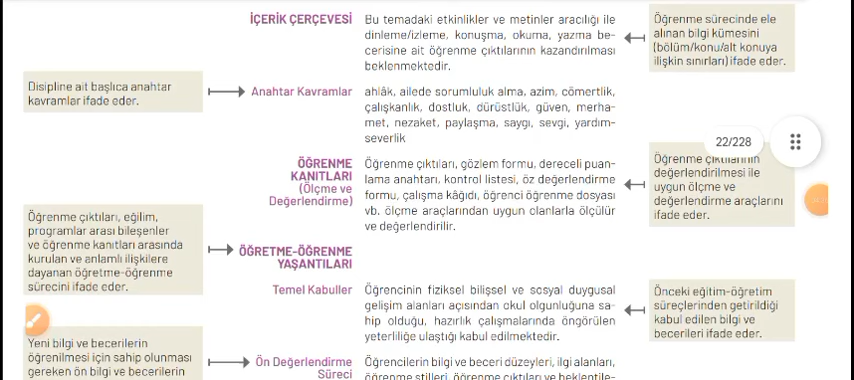 İÇERİK ÇERÇEVESİ
Bu temadaki etkinlikler ve metinler aracılığı ile
dinleme/izleme, konuşma, okuma, yazma be-
cerisine ait öğrenme çıktılarının kazandırılması
beklenmektedir.
Öğrenme sürecinde ele
alınan bilgi kümesini
(bölüm/konu/alt konuya
ilişkin sınırları) ifade eder.
Disipline ait başlıca anahtar
kavramlar ifade eder.
Anahtar Kavramlar
ahlâk, ailede sorumluluk alma, azim, cömertlik,
çalışkanlık, dostluk, dürüstlük, güven, merha-
met, nezaket, paylaşma, saygı, sevgi, yardım-
severlik
22/228
ÖĞRENME
KANITLARI
(Ölçme ve
Değerlendirme)
Öğrenme çıktıları, gözlem formu, dereceli puan-
lama anahtarı, kontrol listesi, öz değerlendirme
formu, çalışma kâğıdı, öğrenci öğrenme dosyası
vb. ölçme araçlarından uygun olanlarla ölçülür
ve değerlendirilir.
Öğrenme çıktılarının
değerlendirilmesi ile
uygun ölçme ve
değerlendirme araçlarını
ifade eder.
Öğrenme çıktıları, eğilim,
programlar arası bileşenler
ve öğrenme kanıtları arasında
kurulan ve anlamlı ilişkilere
dayanan öğretme-öğrenme
sürecini ifade eder.
ÖĞRETME-ÖĞRENME
YAŞANTILARI
Temel Kabuller
Öğrencinin fiziksel bilişsel ve sosyal duygusal
gelişim alanları açısından okul olgunluğuna sa-
hip olduğu, hazırlık çalışmalarında öngörülen
yeterliliğe ulaştığı kabul edilmektedir.
Önceki eğitim-öğretim
süreçlerinden getirildiği
kabul edilen bilgi ve
becerileri ifade eder.
Yeni bilgi ve becerilerin
öğrenilmesi için sahip olunması
gereken ön bilgi ve becerilerin
Ön Değerlendirme
Süreci
Öğrencilerin bilgi ve beceri düzeyleri, ilgi alanları,
öğrenme stilleri, öğrenme çıktıları ve beklentile-